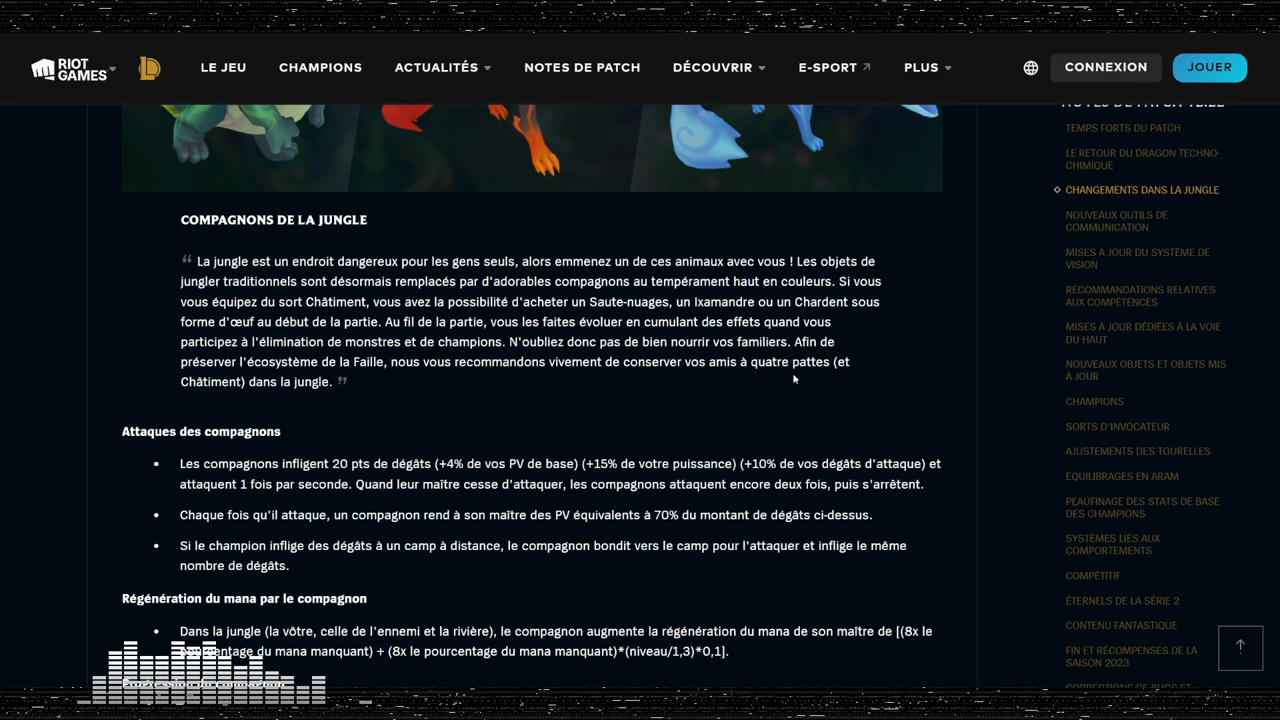 RIOT GAMES
LE JEU
CHAMPIONS
ACTUALITÉS
NOTES DE PATCH
DÉCOUVRIR
E-SPORT
PLUS
CONNEXION
JOUER
COMPAGNONS DE LA JUNGLE
“ La jungle est un endroit dangereux pour les gens seuls, alors emmenez un de ces animaux avec vous ! Les objets de
jungler traditionnels sont désormais remplacés par d'adorables compagnons au tempérament haut en couleurs. Si vous
vous équipez du sort Châtiment, vous avez la possibilité d'acheter un Saute-nuages, un Ixamandre ou un Chardent sous
forme d'œuf au début de la partie. Au fil de la partie, vous les faites évoluer en cumulant des effets quand vous
participez à l'élimination de monstres et de champions. N'oubliez donc pas de bien nourrir vos familiers. Afin de
préserver l'écosystème de la Faille, nous vous recommandons vivement de conserver vos amis à quatre pattes (et
Châtiment) dans la jungle. ”
Attaques des compagnons
• Les compagnons infligent 20 pts de dégâts (+4% de vos PV de base) (+15% de votre puissance) (+10% de vos dégâts d'attaque) et
attaquent 1 fois par seconde. Quand leur maître cesse d'attaquer, les compagnons attaquent encore deux fois, puis s'arrêtent.
• Chaque fois qu'il attaque, un compagnon rend à son maître des PV équivalents à 70% du montant de dégâts ci-dessus.
• Si le champion inflige des dégâts à un camp à distance, le compagnon bondit vers le camp pour l'attaquer et inflige le même
nombre de dégâts.
Régénération du mana par le compagnon
• Dans la jungle (la vôtre, celle de l'ennemi et la rivière), le compagnon augmente la régénération du mana de son maître de [(8x le
pourcentage du mana manquant) + (8x le pourcentage du mana manquant)*(niveau/1,3)*0,1].
NOTES DE PATCH 12.22
TEMPS FORTS DU PATCH
LE RETOUR DU DRAGON TECHNO-
CHIMIQUE
CHANGEMENTS DANS LA JUNGLE
NOUVEAUX OUTILS DE
COMMUNICATION
MISES À JOUR DU SYSTÈME DE
VISION
RECOMMANDATIONS RELATIVES
AUX COMPÉTENCES
MISES À JOUR DÉDIÉES À LA VOIE
DU HAUT
NOUVEAUX OBJETS ET OBJETS MIS
À JOUR
CHAMPIONS
SORTS D'INVOCATEUR
AJUSTEMENTS DES TOURELLES
ÉQUILIBRAGES EN ARAM
PEAUFINAGE DES STATS DE BASE
DES CHAMPIONS
SYSTÈMES LIÉS AUX
COMPORTEMENTS
COMPÉTITIF
ÉTERNELS DE LA SÉRIE 2
CONTENU FANTASTIQUE
FIN ET RÉCOMPENSES DE LA
SAISON 2023
CORRECTIONS DE BUGS ET